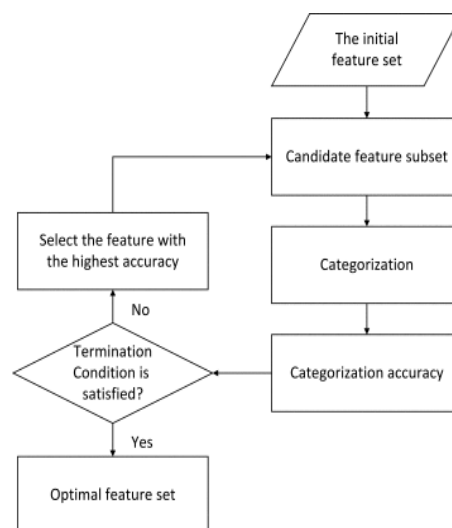 The initial
feature set
Candidate feature subset
Select the feature with
the highest accuracy
Categorization
No
Termination
Condition is
satisfied?
Categorization accuracy
Yes
Optimal feature set